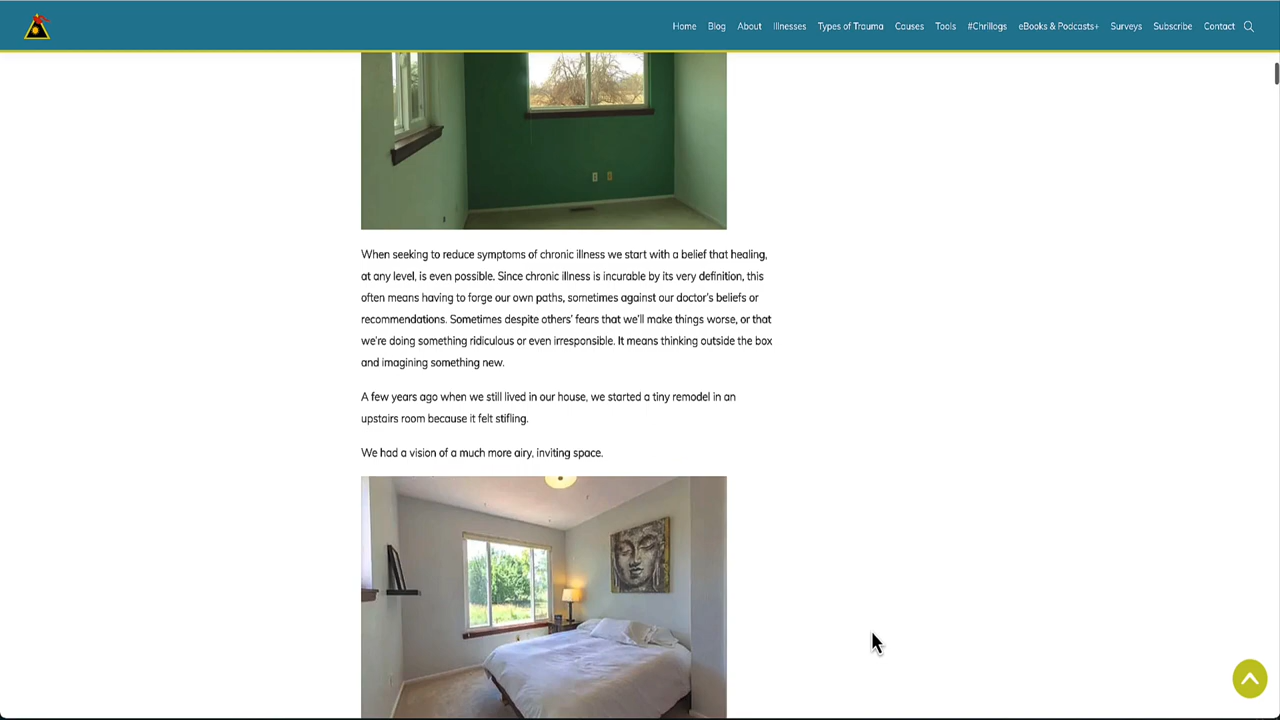 Home Blog About Illnesses Types of Trauma Causes Tools #Chrillogs eBooks & Podcasts+ Surveys Subscribe Contact
When seeking to reduce symptoms of chronic illness we start with a belief that healing,
at any level, is even possible. Since chronic illness is incurable by its very definition, this
often means having to forge our own paths, sometimes against our doctor's beliefs or
recommendations. Sometimes despite others' fears that we'll make things worse, or that
we're doing something ridiculous or even irresponsible. It means thinking outside the box
and imagining something new.
A few years ago when we still lived in our house, we started a tiny remodel in an
upstairs room because it felt stifling.
We had a vision of a much more airy, inviting space.